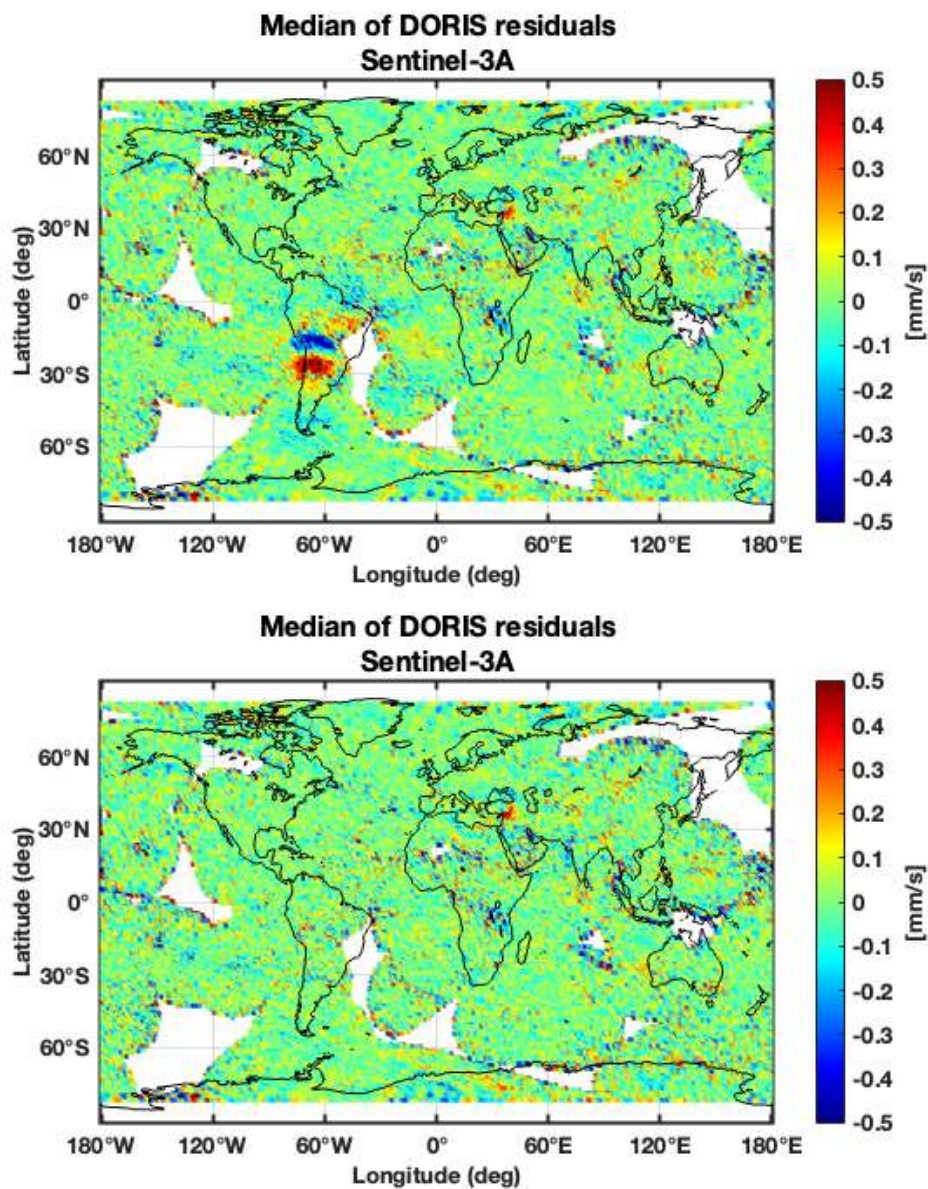 Median of DORIS residuals
Sentinel-3A
0.5
0.4
0.3
0.2
0.1
0
-0.1
-0.2
-0.3
-0.4
-0.5
[mm/s]
60°N
30°N
0°
30°S
60°S
Latitude (deg)
180°W 120°W 60°W 0° 60°E 120°E 180°E
Longitude (deg)
Median of DORIS residuals
Sentinel-3A
0.5
0.4
0.3
0.2
0.1
0
-0.1
-0.2
-0.3
-0.4
-0.5
[mm/s]
60°N
30°N
0°
30°S
60°S
Latitude (deg)
180°W 120°W 60°W 0° 60°E 120°E 180°E
Longitude (deg)